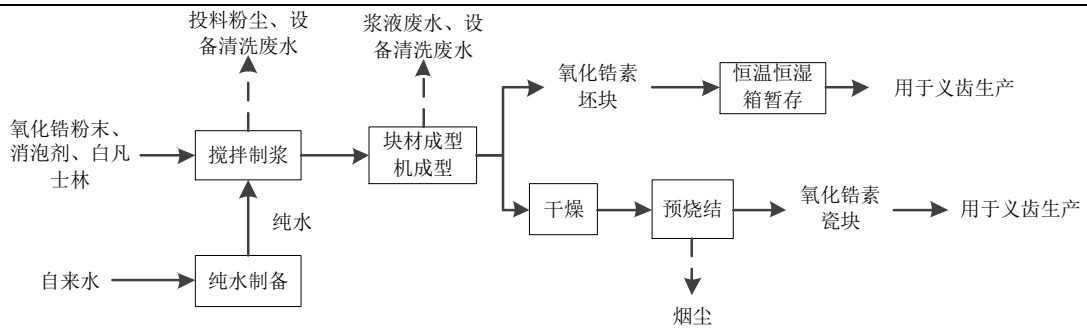 投料粉尘、设
备清洗废水
浆液废水、设
备清洗废水
氧化锆粉末、
消泡剂、白凡
士林
搅拌制浆
块材成型
机成型
氧化锆素
坯块
恒温恒湿
箱暂存
用于义齿生产
干燥
预烧结
氧化锆素
瓷块
用于义齿生产
纯水
自来水
纯水制备
烟尘